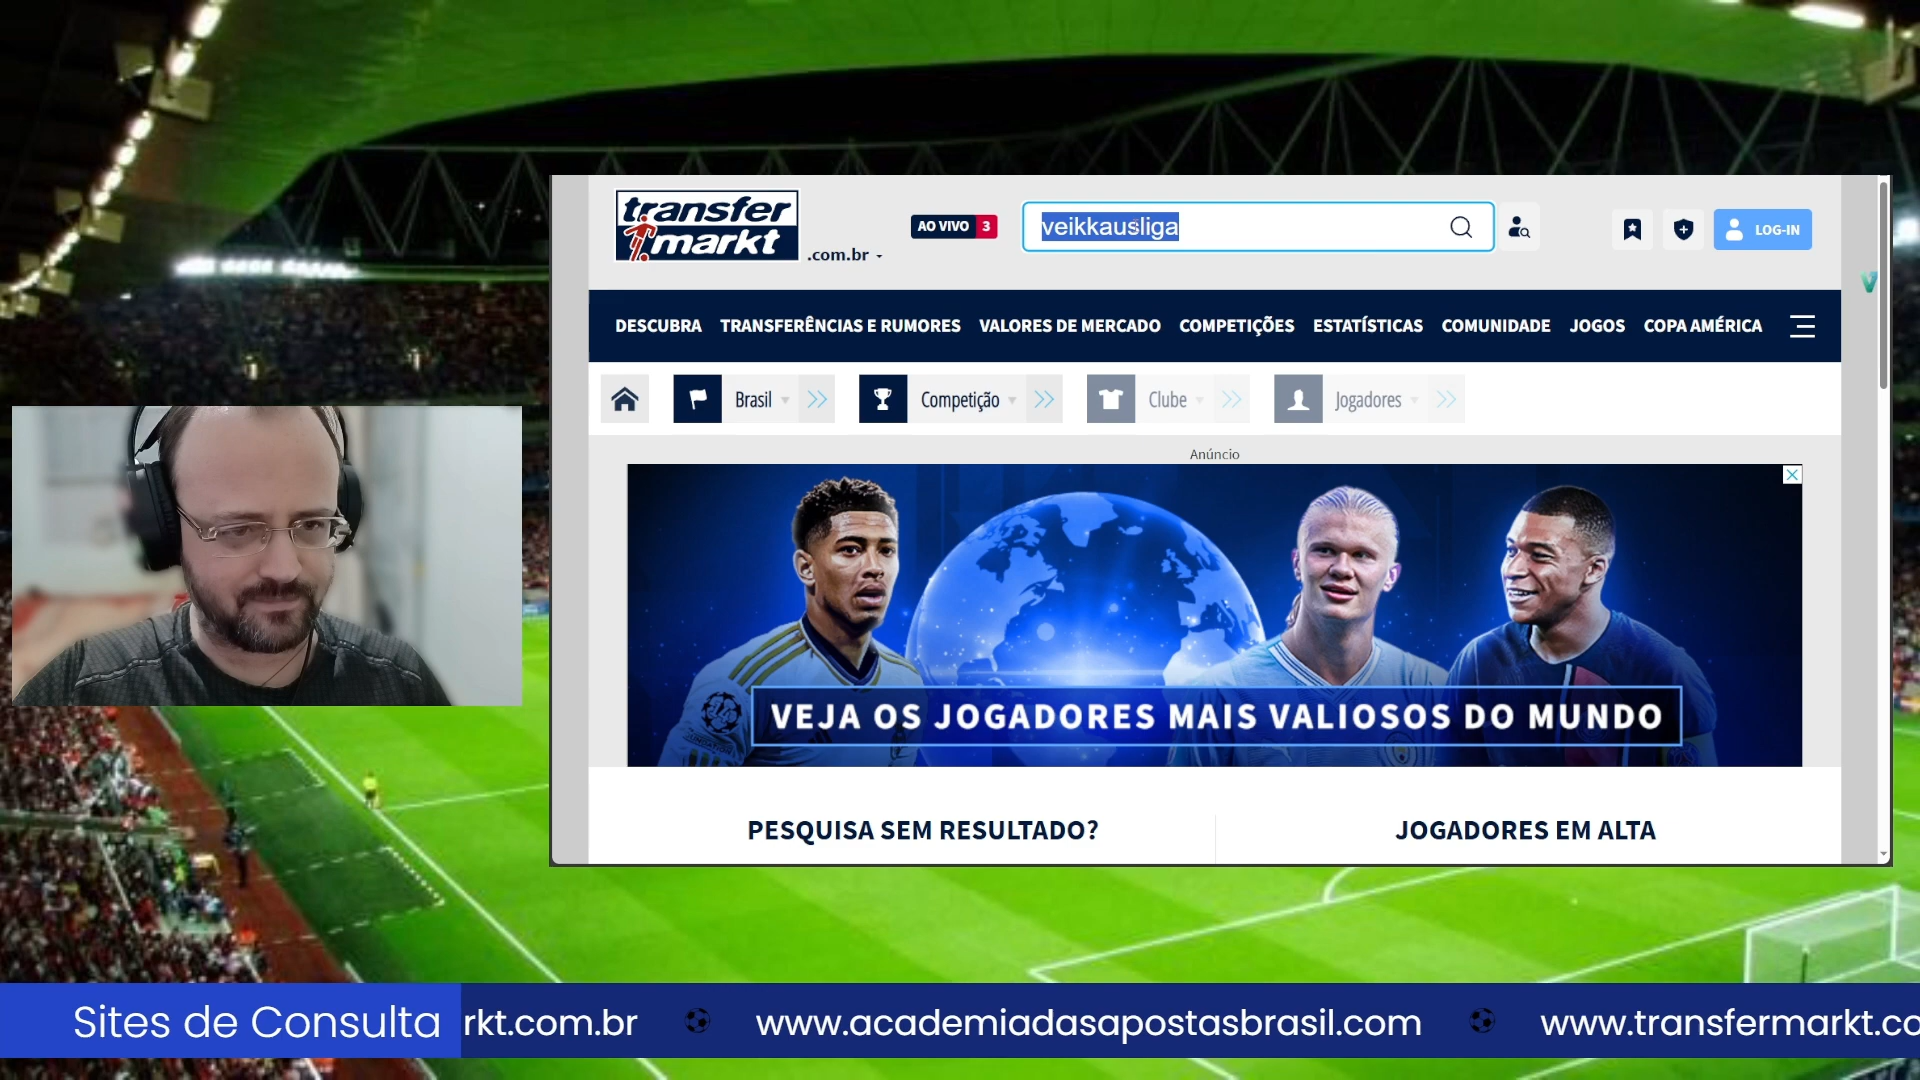 transfer
markt
.com.br
AO VIVO 3
veikkausliga
LOG-IN
DESCUBRA TRANSFERÊNCIAS E RUMORES VALORES DE MERCADO COMPETIÇÕES ESTATÍSTICAS COMUNIDADE JOGOS COPA AMÉRICA
Brasil
Competição
Clube
Jogadores
Anúncio
VEJA OS JOGADORES MAIS VALIOSOS DO MUNDO
PESQUISA SEM RESULTADO?
JOGADORES EM ALTA
Sites de Consulta
rkt.com.br www.academiadasapostasbrasil.com www.transfermarkt.co